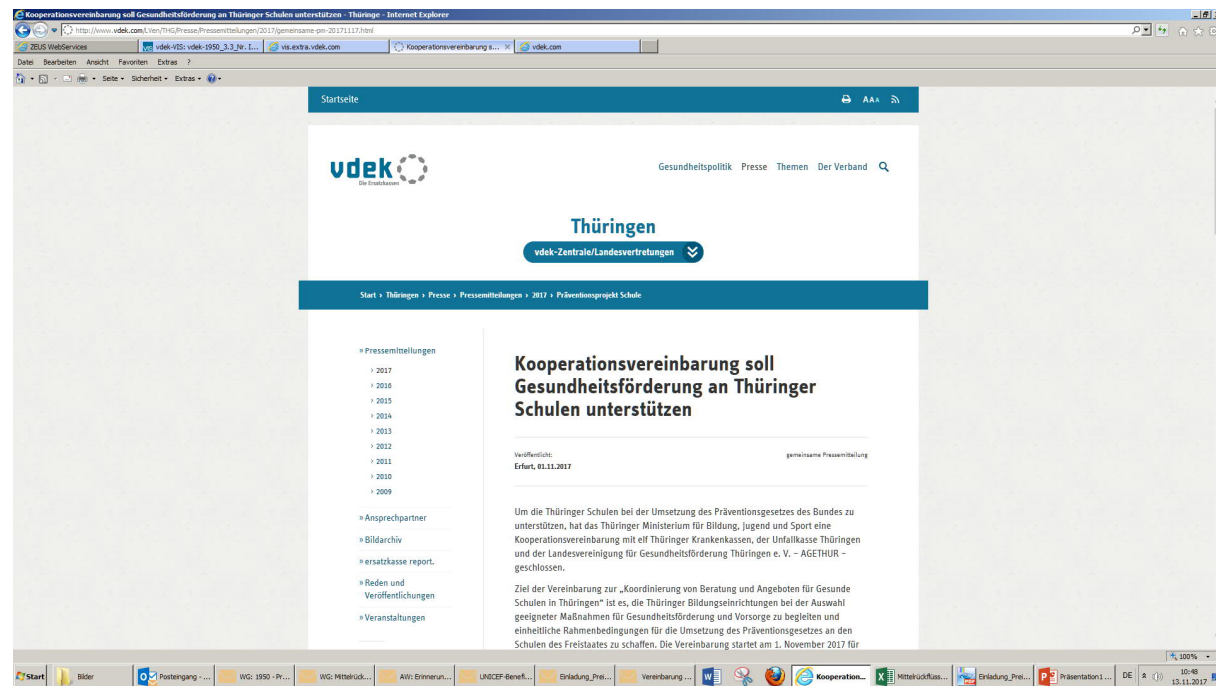 Kooperationsvereinbarung soll Gesundheitsförderung an Thüringer Schulen unterstützen - Thüringe - Internet Explorer
http://www.vdek.com/LVen/THG/Presse/Pressemitteilungen/2017/gemeinsame-pm-20171117.html
ZEUS WebServices vdek-VIS: vdek-1950_3.3_Nr. I... vis.extra.vdek.com Kooperationsvereinbarung s... vdek.com
Datei Bearbeiten Ansicht Favoriten Extras ?
Seite Sicherheit Extras
Startseite AAA
vdek
Die Ersatzkassen
Gesundheitspolitik Presse Themen Der Verband
Thüringen
vdek-Zentrale/Landesvertretungen
Start › Thüringen › Presse › Pressemitteilungen › 2017 › Präventionsprojekt Schule
» Pressemitteilungen
› 2017
› 2016
› 2015
› 2014
› 2013
› 2012
› 2011
› 2010
› 2009
» Ansprechpartner
» Bildarchiv
» ersatzkasse report.
» Reden und
Veröffentlichungen
» Veranstaltungen
Kooperationsvereinbarung soll
Gesundheitsförderung an Thüringer
Schulen unterstützen
Veröffentlicht: gemeinsame Pressemitteilung
Erfurt, 01.11.2017
Um die Thüringer Schulen bei der Umsetzung des Präventionsgesetzes des Bundes zu
unterstützen, hat das Thüringer Ministerium für Bildung, Jugend und Sport eine
Kooperationsvereinbarung mit elf Thüringer Krankenkassen, der Unfallkasse Thüringen
und der Landesvereinigung für Gesundheitsförderung Thüringen e. V. – AGETHUR –
geschlossen.
Ziel der Vereinbarung zur „Koordinierung von Beratung und Angeboten für Gesunde
Schulen in Thüringen“ ist es, die Thüringer Bildungseinrichtungen bei der Auswahl
geeigneter Maßnahmen für Gesundheitsförderung und Vorsorge zu begleiten und
einheitliche Rahmenbedingungen für die Umsetzung des Präventionsgesetzes an den
Schulen des Freistaates zu schaffen. Die Vereinbarung startet am 1. November 2017 für
100%
Start Bilder Posteingang - ... WG: 1950 - Pr... WG: Mittelrück... AW: Erinnerun... UNICEF-Benefi... Einladung_Prei... Vereinbarung ... Kooperation... Mittelrückflüss... Einladung_Prei... Präsentation1 ... DE 10:48
13.11.2017